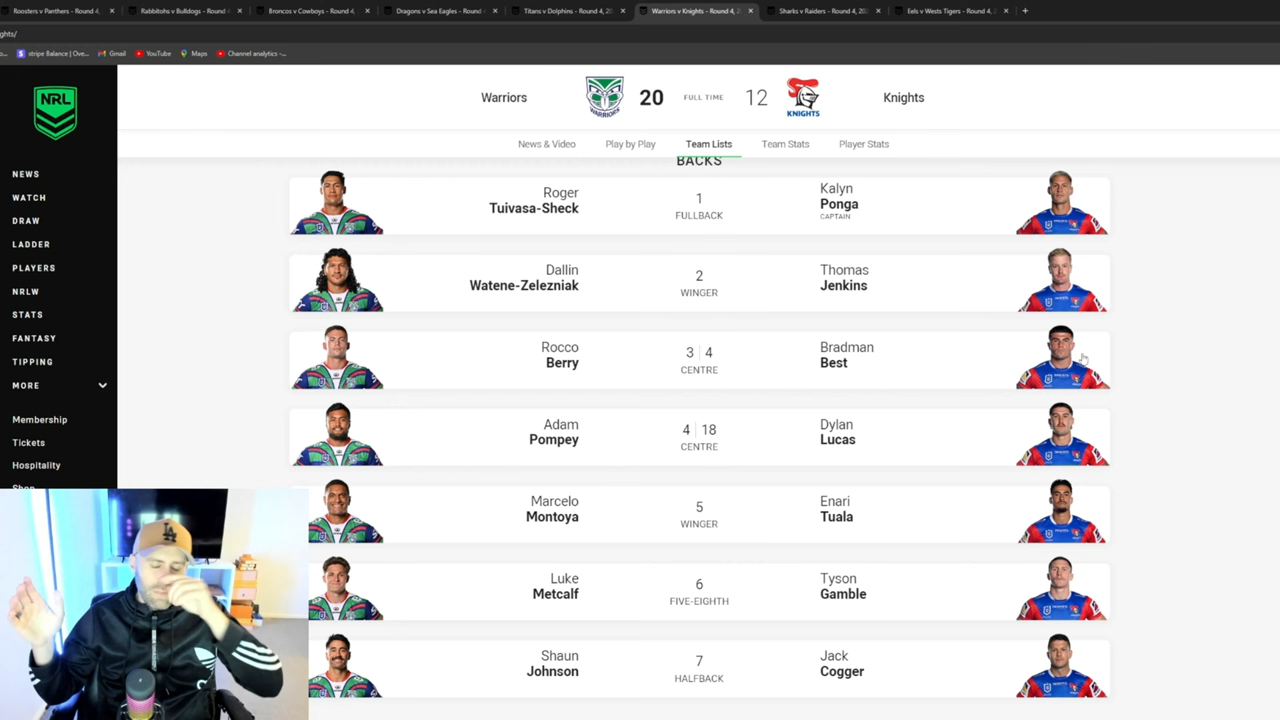 Roosters v Panthers - Round 4,
Rabbitohs v Bulldogs - Round
Broncos v Cowboys - Round 4,
Dragons v Sea Eagles - Round
Titans v Dolphins - Round 4, 20
Warriors v Knights - Round 4, 2
Sharks v Raiders - Round 4, 20
Eels v Wests Tigers - Round 4, 2
ghts/
stripe Balance | Ove...
Gmail
YouTube
Maps
Channel analytics -...
NRL
Warriors
WARRIORS
20
FULL TIME
12
KNIGHTS
Knights
News & Video
Play by Play
Team Lists
Team Stats
Player Stats
NEWS
WATCH
DRAW
LADDER
PLAYERS
NRLW
STATS
FANTASY
TIPPING
MORE
Membership
Tickets
Hospitality
Shop
BACKS
Roger
Tuivasa-Sheck
1
FULLBACK
Kalyn
Ponga
CAPTAIN
Dallin
Watene-Zelezniak
2
WINGER
Thomas
Jenkins
Rocco
Berry
3 | 4
CENTRE
Bradman
Best
Adam
Pompey
4 | 18
CENTRE
Dylan
Lucas
Marcelo
Montoya
5
WINGER
Enari
Tuala
Luke
Metcalf
6
FIVE-EIGHTH
Tyson
Gamble
Shaun
Johnson
7
HALFBACK
Jack
Cogger
LA